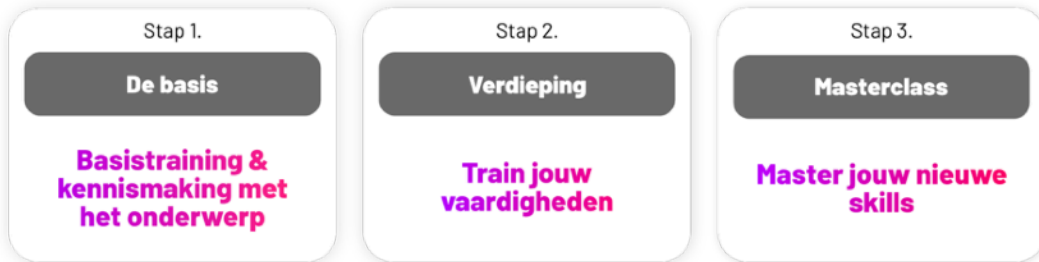 Stap 1.
De basis
Basistraining &
kennismaking met
het onderwerp
Stap 2.
Verdieping
Train jouw
vaardigheden
Stap 3.
Masterclass
Master jouw nieuwe
skills